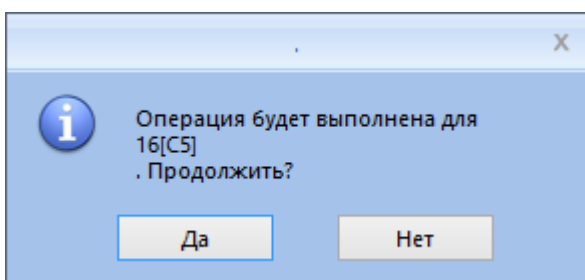 ,
Операция будет выполнена для
16[C5]
. Продолжить?
Да
Нет